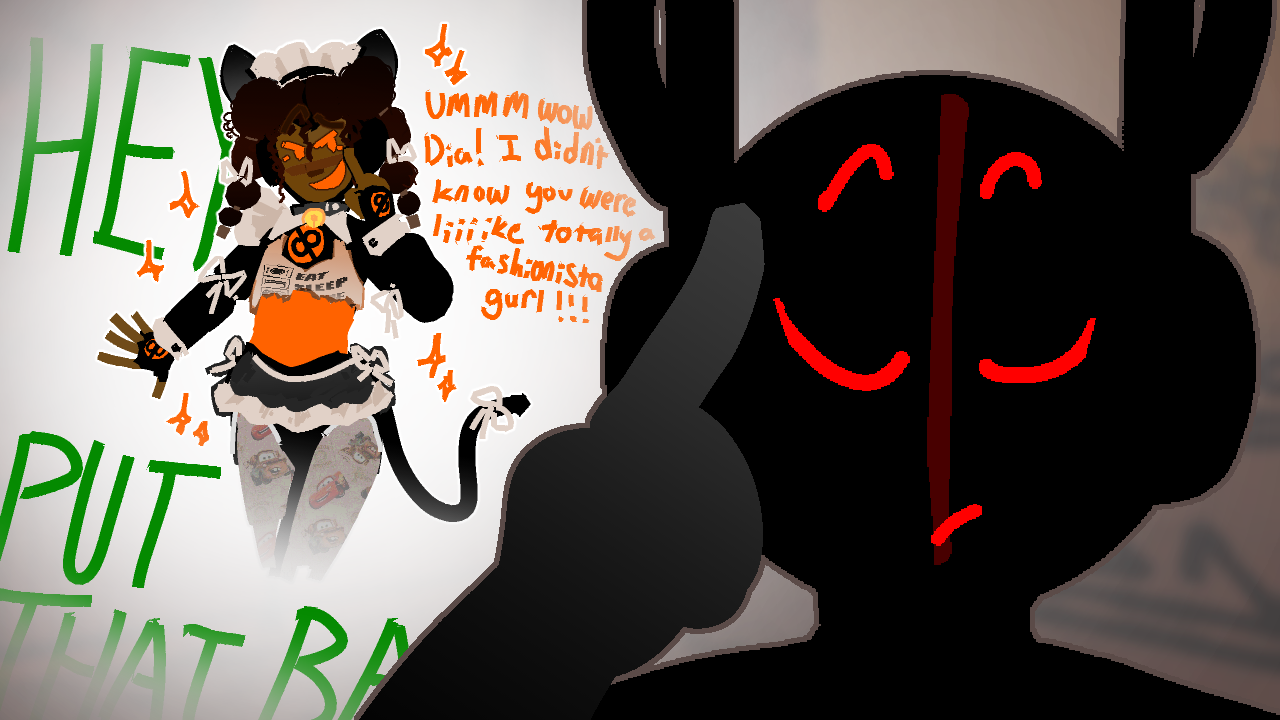 HEY
UMMM wow
Dia! I didn't
know you were
liiiike totally a
fashionista
gurl !!!
EAT
SLEEP
PUT
THAT BA